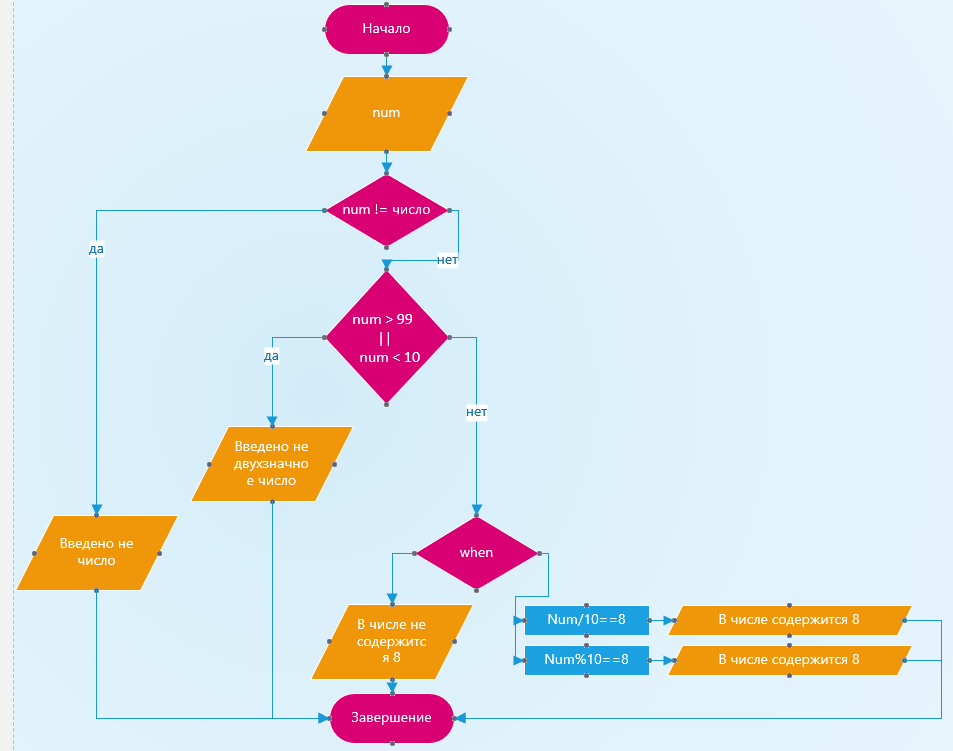 Начало
num
num != число
да
нет
num > 99
||
num < 10
да
нет
Введено не
двухзначно
е число
Введено не
число
when
В числе не
содержитс
я 8
Num/10==8
В числе содержится 8
Num%10==8
В числе содержится 8
Завершение